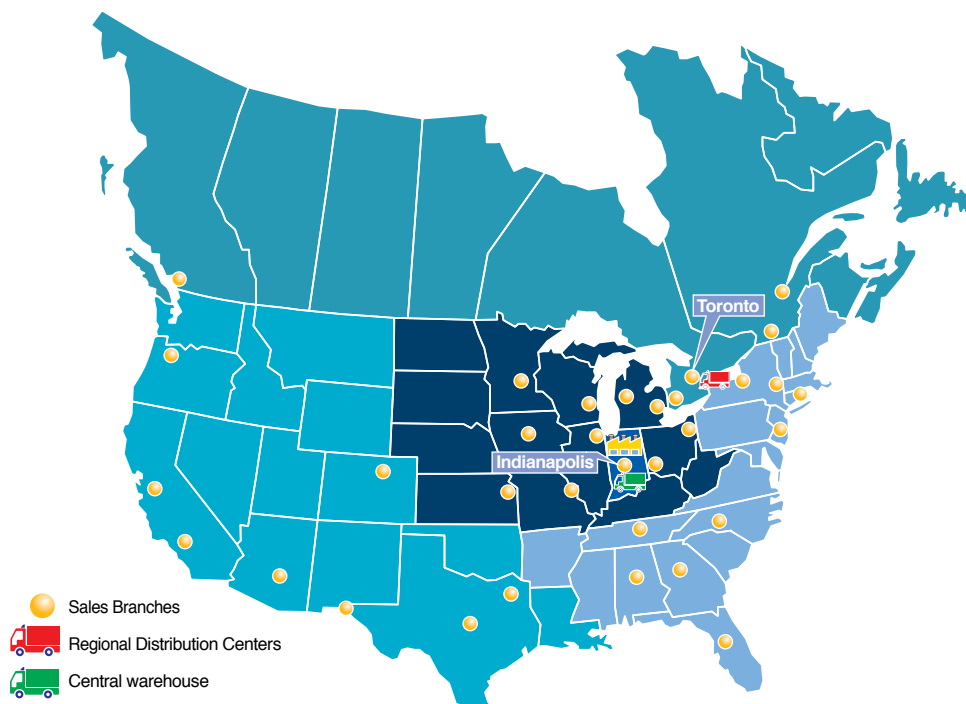 Toronto
Indianapolis
Sales Branches
Regional Distribution Centers
Central warehouse